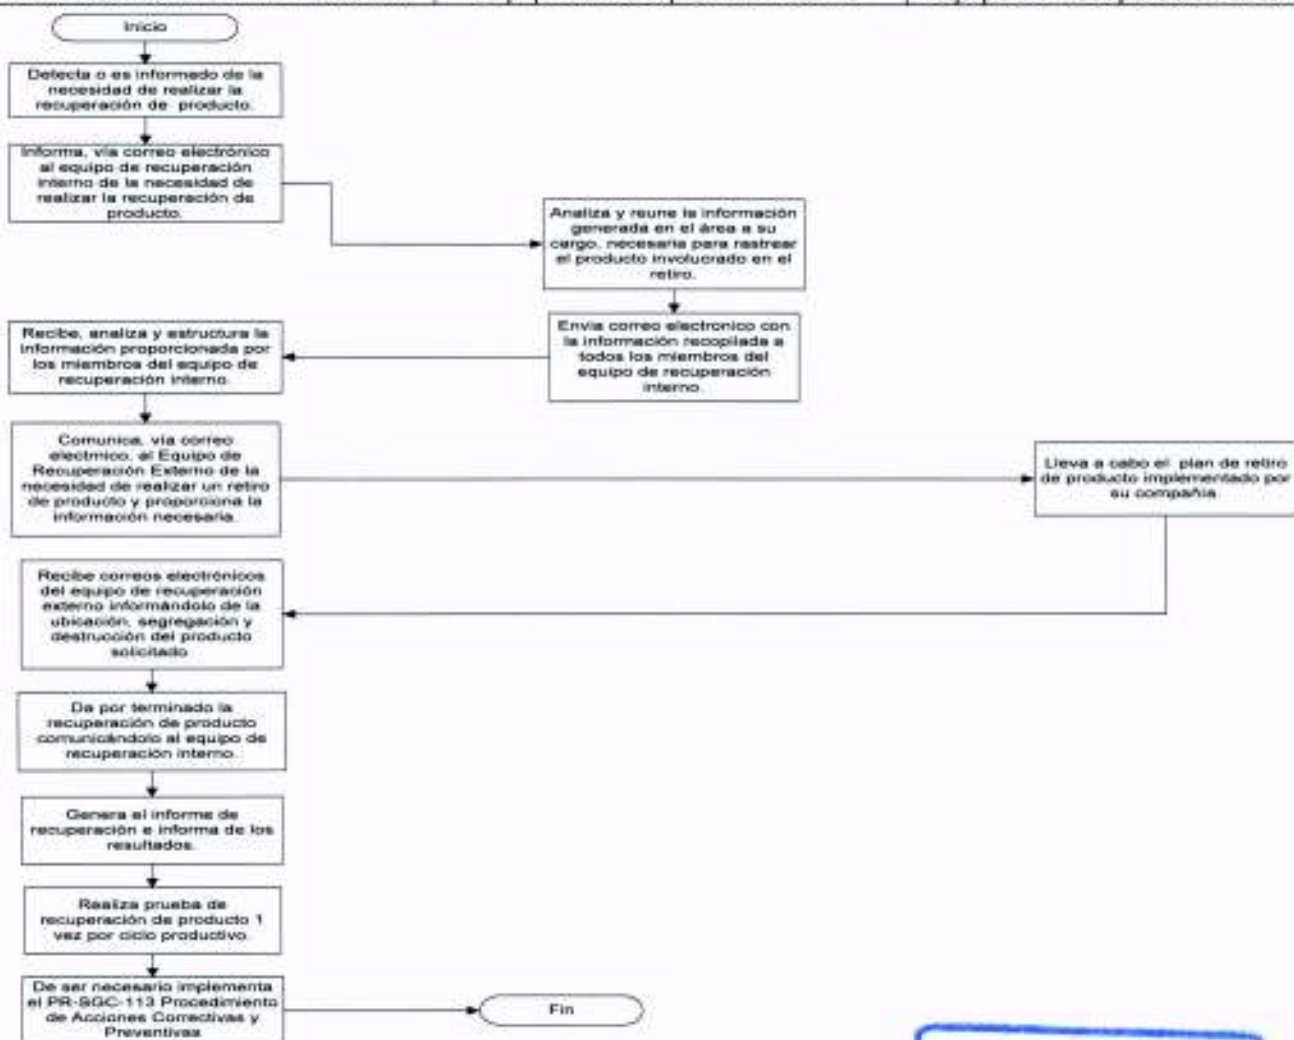 Inicio
Detecta o es informado de la
necesidad de realizar la
recuperación de producto.
Informa, vía correo electrónico
al equipo de recuperación
interno de la necesidad de
realizar la recuperación de
producto.
Analiza y reune la información
generada en el área a su
cargo, necesaria para rastrear
el producto involucrado en el
retiro.
Envia correo electronico con
la información recopilada a
todos los miembros del
equipo de recuperación
interno.
Recibe, analiza y estructura la
información proporcionada por
los miembros del equipo de
recuperación interno.
Comunica, vía correo
electrnico, al Equipo de
Recuperación Externo de la
necesidad de realizar un retiro
de producto y proporciona la
información necesaria.
Lleva a cabo el plan de retiro
de producto implementado por
su compañía.
Recibe correos electrónicos
del equipo de recuperación
externo informándolo de la
ubicación, segregación y
destrucción del producto
solicitado
Da por terminado la
recuperación de producto
comunicándolo al equipo de
recuperación interno.
Genera el informe de
recuperación e informa de los
resultados.
Realiza prueba de
recuperación de producto 1
vez por ciclo productivo.
De ser necesario implementa
el PR-SGC-113 Procedimiento
de Acciones Correctivas y
Preventivas
Fin